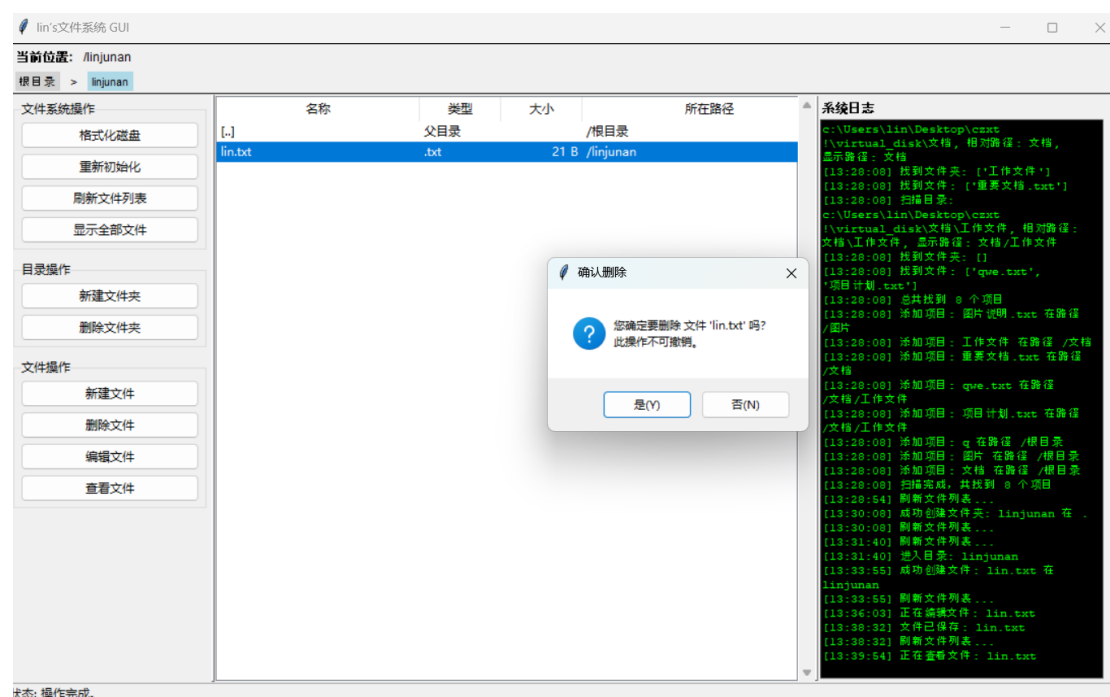 lin's文件系统 GUI
当前位置: /linjunan
根目录 > linjunan
文件系统操作
格式化磁盘
重新初始化
刷新文件列表
显示全部文件
目录操作
新建文件夹
删除文件夹
文件操作
新建文件
删除文件
编辑文件
查看文件
名称 类型 大小 所在路径
[..] 父目录 /根目录
lin.txt .txt 21 B /linjunan
确认删除
您确定要删除 文件 'lin.txt' 吗?
此操作不可撤销。
是(Y) 否(N)
系统日志
c:\Users\lin\Desktop\czxt
!\virtual_disk\文档, 相对路径: 文档,
显示路径: 文档
[13:28:08] 找到文件夹: ['工作文件']
[13:28:08] 找到文件: ['重要文档.txt']
[13:28:08] 扫描目录:
c:\Users\lin\Desktop\czxt
!\virtual_disk\文档\工作文件, 相对路径:
文档\工作文件, 显示路径: 文档/工作文件
[13:28:08] 找到文件夹: []
[13:28:08] 找到文件: ['qwe.txt',
'项目计划.txt']
[13:28:08] 总共找到 8 个项目
[13:28:08] 添加项目: 图片说明.txt 在路径
/图片
[13:28:08] 添加项目: 工作文件 在路径 /文档
[13:28:08] 添加项目: 重要文档.txt 在路径
/文档
[13:28:08] 添加项目: qwe.txt 在路径
/文档/工作文件
[13:28:08] 添加项目: 项目计划.txt 在路径
/文档/工作文件
[13:28:08] 添加项目: q 在路径 /根目录
[13:28:08] 添加项目: 图片 在路径 /根目录
[13:28:08] 添加项目: 文档 在路径 /根目录
[13:28:08] 扫描完成, 共找到 8 个项目
[13:28:54] 刷新文件列表...
[13:30:08] 成功创建文件夹: linjunan 在 .
[13:30:08] 刷新文件列表...
[13:31:40] 刷新文件列表...
[13:31:40] 进入目录: linjunan
[13:33:55] 成功创建文件: lin.txt 在
linjunan
[13:33:55] 刷新文件列表...
[13:36:03] 正在编辑文件: lin.txt
[13:38:32] 文件已保存: lin.txt
[13:38:32] 刷新文件列表...
[13:39:54] 正在查看文件: lin.txt
状态: 操作完成。